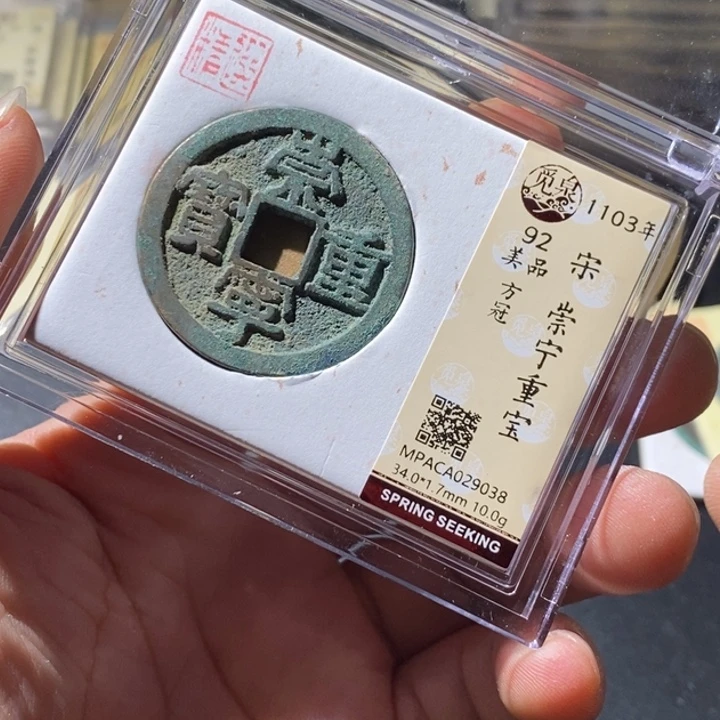 崇
重
寧
寶
觅泉
1103年
92
美品
方冠
宋 崇宁重宝
MPACA029038
34.0*1.7mm 10.0g
SPRING SEEKING